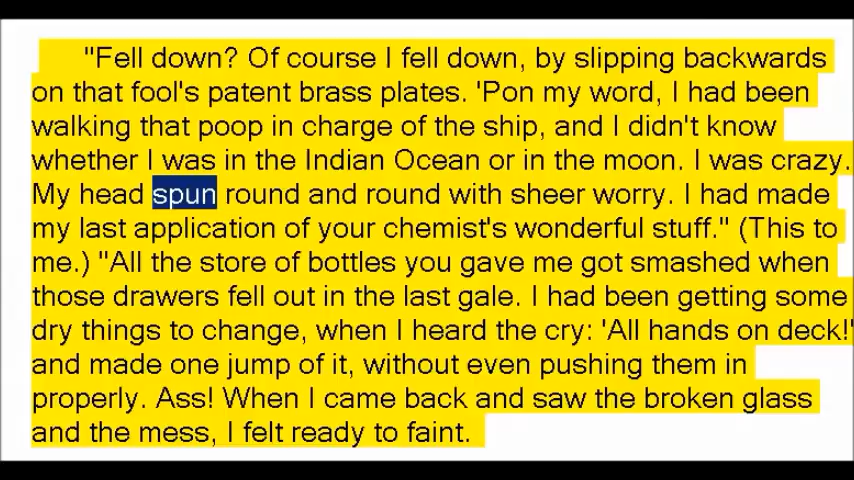 "Fell down? Of course I fell down, by slipping backwards
on that fool's patent brass plates. 'Pon my word, I had been
walking that poop in charge of the ship, and I didn't know
whether I was in the Indian Ocean or in the moon. I was crazy.
My head spun round and round with sheer worry. I had made
my last application of your chemist's wonderful stuff." (This to
me.) "All the store of bottles you gave me got smashed when
those drawers fell out in the last gale. I had been getting some
dry things to change, when I heard the cry: 'All hands on deck!'
and made one jump of it, without even pushing them in
properly. Ass! When I came back and saw the broken glass
and the mess, I felt ready to faint.